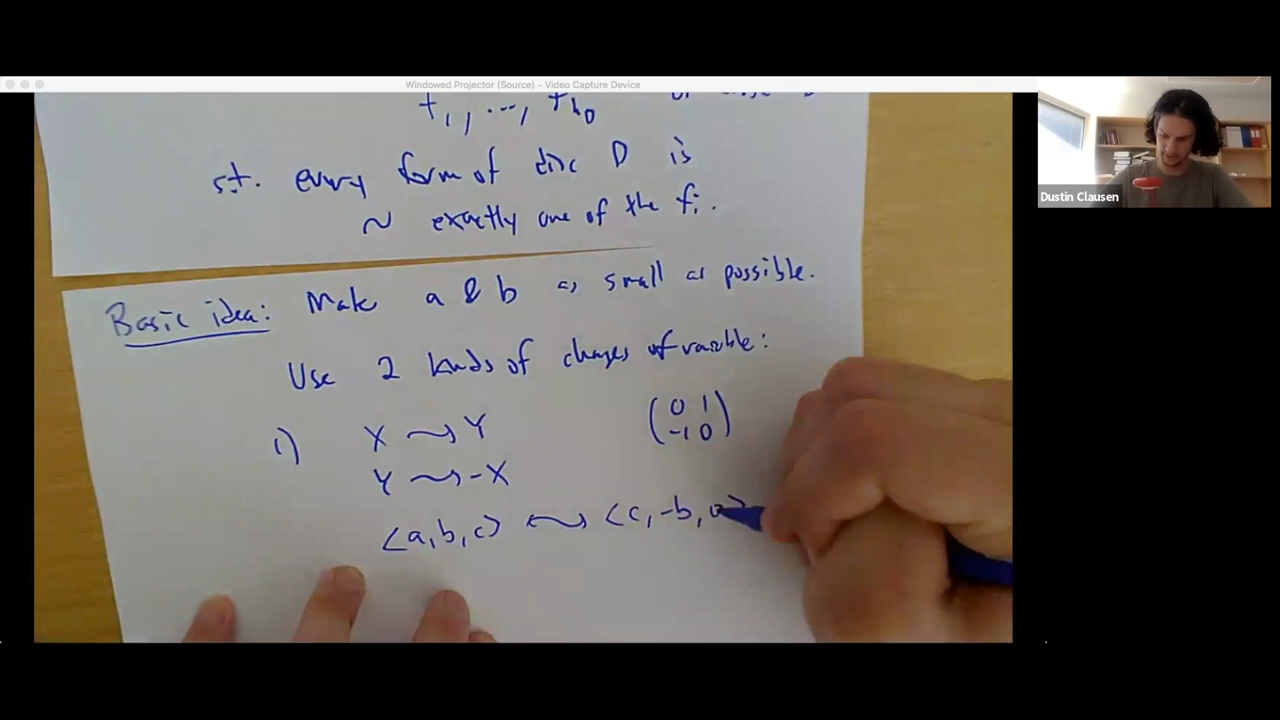 Windowed Projector (Source) - Video Capture Device
f1, ..., fhD
s.t. every form of disc D is
~ exactly one of the fi.
Dustin Clausen
Basic idea: Make a & b as small as possible.
Use 2 kinds of changes of variable:
1) X ⇝ Y (0 1
Y ⇝ -X -1 0)
<a, b, c> ↭ <c, -b, a>